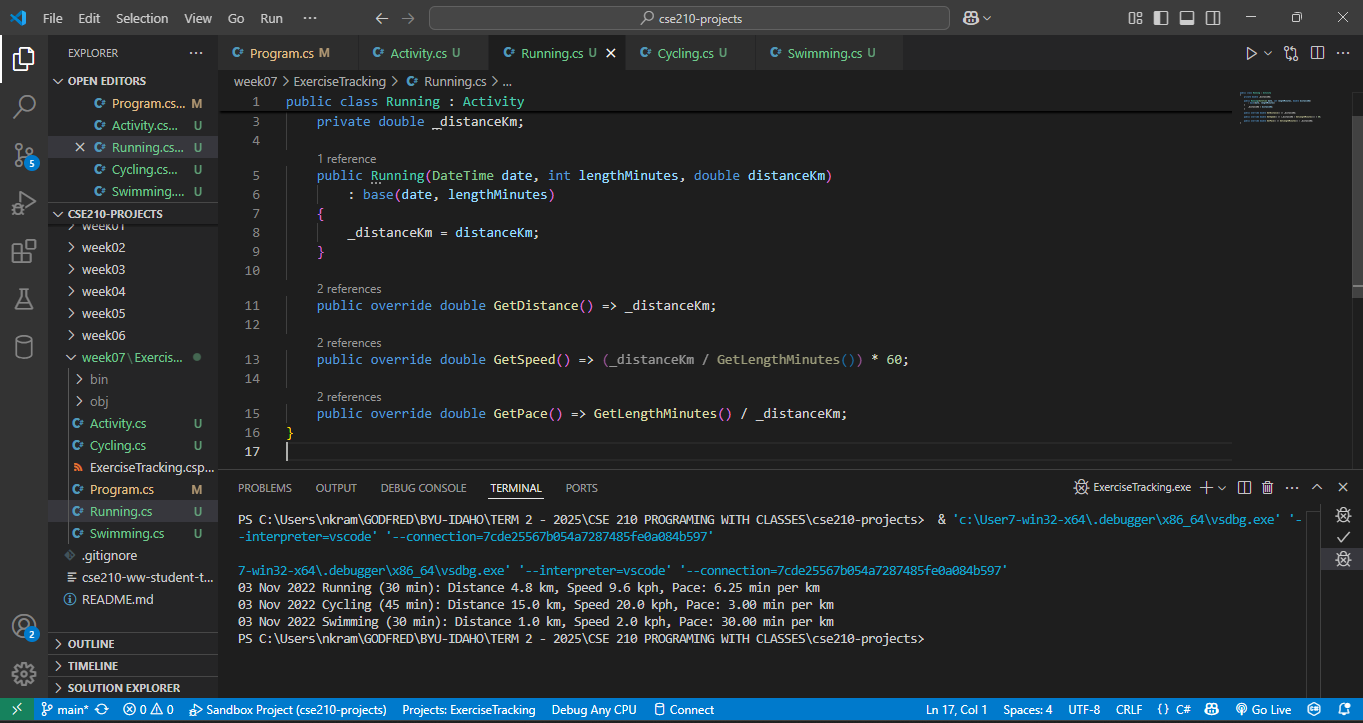 File Edit Selection View Go Run ··· cse210-projects
EXPLORER ···
OPEN EDITORS
C# Program.cs... M
C# Activity.cs... U
C# Running.cs... U
C# Cycling.cs... U
C# Swimming.... U
CSE210-PROJECTS
week01
week02
week03
week04
week05
week06
week07\Exercis...
bin
obj
C# Activity.cs U
C# Cycling.cs U
ExerciseTracking.csp...
C# Program.cs M
C# Running.cs U
C# Swimming.cs U
.gitignore
cse210-ww-student-t...
README.md
OUTLINE
TIMELINE
SOLUTION EXPLORER
5
2
C# Program.cs M C# Activity.cs U C# Running.cs U C# Cycling.cs U C# Swimming.cs U
week07 > ExerciseTracking > C# Running.cs > ...
1 public class Running : Activity
3 private double _distanceKm;
4
1 reference
5 public Running(DateTime date, int lengthMinutes, double distanceKm)
6 : base(date, lengthMinutes)
7 {
8 _distanceKm = distanceKm;
9 }
10
2 references
11 public override double GetDistance() => _distanceKm;
12
2 references
13 public override double GetSpeed() => (_distanceKm / GetLengthMinutes()) * 60;
14
2 references
15 public override double GetPace() => GetLengthMinutes() / _distanceKm;
16 }
17
PROBLEMS OUTPUT DEBUG CONSOLE TERMINAL PORTS ExerciseTracking.exe
PS C:\Users\nkram\GODFRED\BYU-IDAHO\TERM 2 - 2025\CSE 210 PROGRAMING WITH CLASSES\cse210-projects> & 'c:\User7-win32-x64\.debugger\x86_64\vsdbg.exe' '-
-interpreter=vscode' '--connection=7cde25567b054a7287485fe0a084b597'
7-win32-x64\.debugger\x86_64\vsdbg.exe' '--interpreter=vscode' '--connection=7cde25567b054a7287485fe0a084b597'
03 Nov 2022 Running (30 min): Distance 4.8 km, Speed 9.6 kph, Pace: 6.25 min per km
03 Nov 2022 Cycling (45 min): Distance 15.0 km, Speed 20.0 kph, Pace: 3.00 min per km
03 Nov 2022 Swimming (30 min): Distance 1.0 km, Speed 2.0 kph, Pace: 30.00 min per km
PS C:\Users\nkram\GODFRED\BYU-IDAHO\TERM 2 - 2025\CSE 210 PROGRAMING WITH CLASSES\cse210-projects>
main* 0 0 Sandbox Project (cse210-projects) Projects: ExerciseTracking Debug Any CPU Connect Ln 17, Col 1 Spaces: 4 UTF-8 CRLF {} C# Go Live